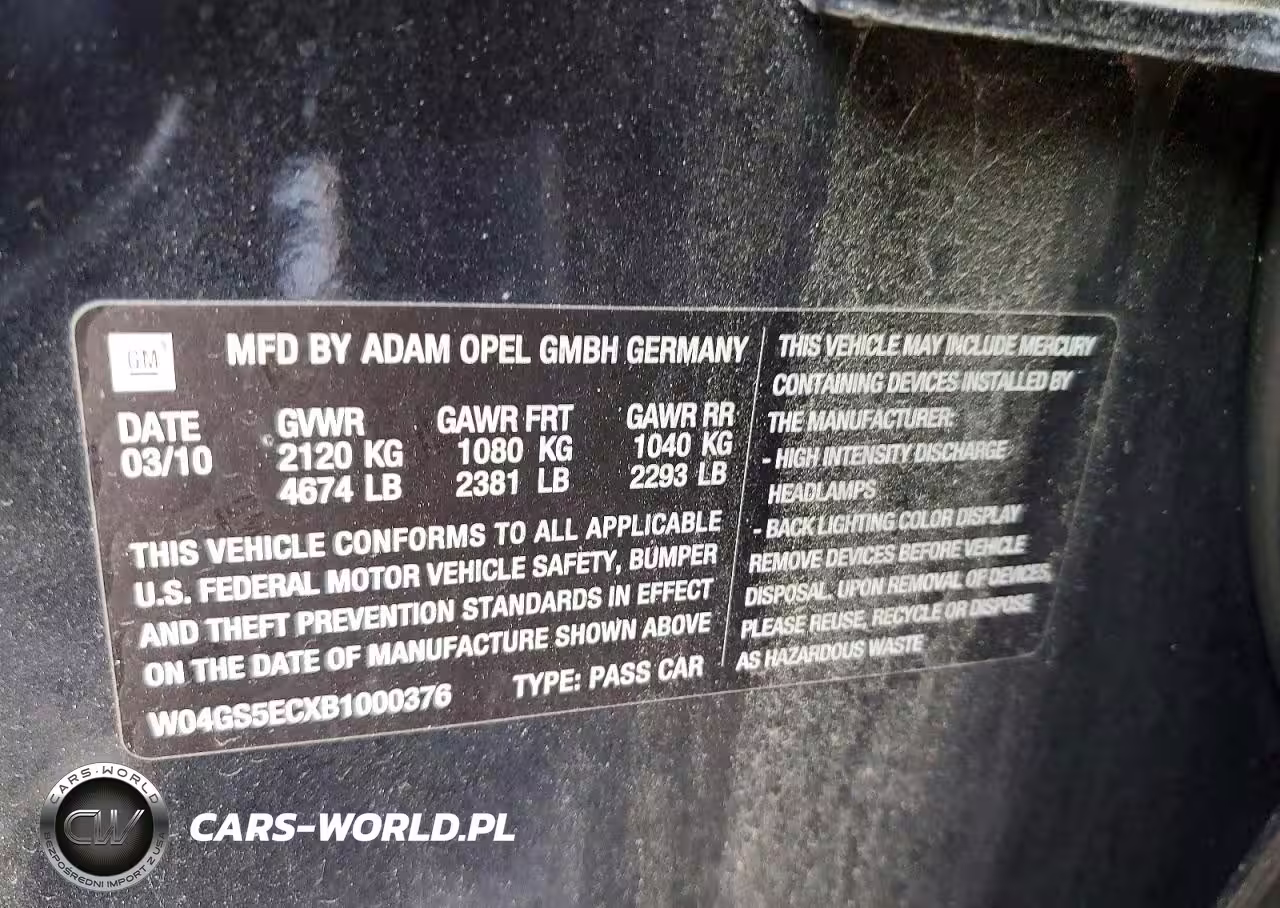 GM
MFD BY ADAM OPEL GMBH GERMANY
DATE GVWR GAWR FRT GAWR RR
03/10 2120 KG 1080 KG 1040 KG
4674 LB 2381 LB 2293 LB
THIS VEHICLE CONFORMS TO ALL APPLICABLE
U.S. FEDERAL MOTOR VEHICLE SAFETY, BUMPER
AND THEFT PREVENTION STANDARDS IN EFFECT
ON THE DATE OF MANUFACTURE SHOWN ABOVE
W04GS5ECXB1000376 TYPE: PASS CAR
THIS VEHICLE MAY INCLUDE MERCURY
CONTAINING DEVICES INSTALLED BY
THE MANUFACTURER:
- HIGH INTENSITY DISCHARGE
HEADLAMPS
- BACK LIGHTING COLOR DISPLAY
REMOVE DEVICES BEFORE VEHICLE
DISPOSAL. UPON REMOVAL OF DEVICES
PLEASE REUSE, RECYCLE OR DISPOSE
AS HAZARDOUS WASTE
CARS-WORLD
CW
BEZPOŚREDNI IMPORT Z USA
CARS-WORLD.PL